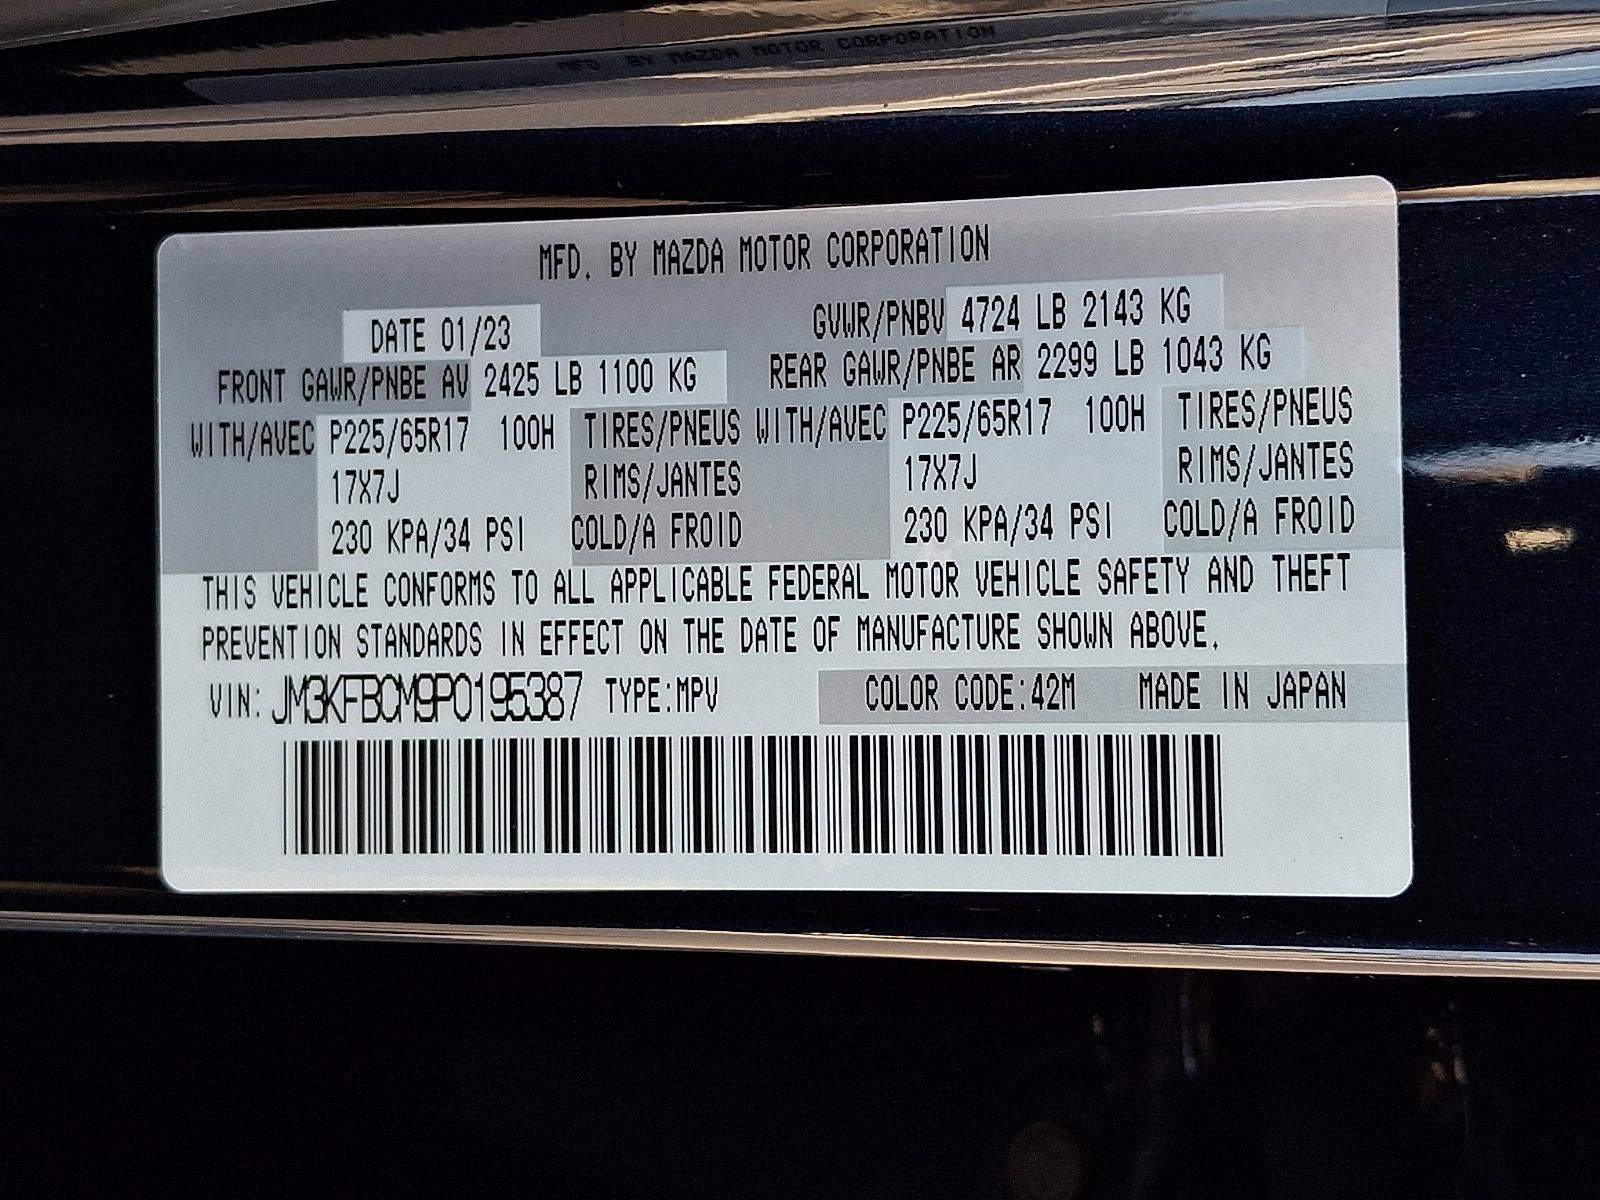 MFD. BY MAZDA MOTOR CORPORATION
MFD. BY MAZDA MOTOR CORPORATION
DATE 01/23 GVWR/PNBV 4724 LB 2143 KG
FRONT GAWR/PNBE AV 2425 LB 1100 KG REAR GAWR/PNBE AR 2299 LB 1043 KG
WITH/AVEC P225/65R17 100H TIRES/PNEUS WITH/AVEC P225/65R17 100H TIRES/PNEUS
17X7J RIMS/JANTES 17X7J RIMS/JANTES
230 KPA/34 PSI COLD/A FROID 230 KPA/34 PSI COLD/A FROID
THIS VEHICLE CONFORMS TO ALL APPLICABLE FEDERAL MOTOR VEHICLE SAFETY AND THEFT
PREVENTION STANDARDS IN EFFECT ON THE DATE OF MANUFACTURE SHOWN ABOVE.
VIN: JM3KFBCM9P0195387 TYPE:MPV COLOR CODE:42M MADE IN JAPAN